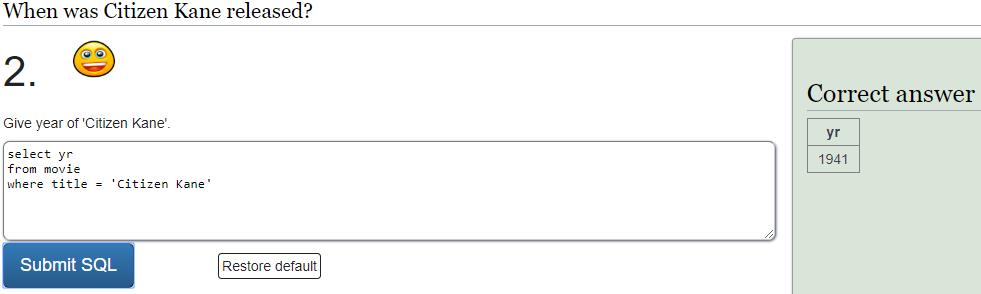 When was Citizen Kane released?
2.
Give year of 'Citizen Kane'.
select yr
from movie
where title = 'Citizen Kane'
Submit SQL
Restore default
Correct answer
yr
1941